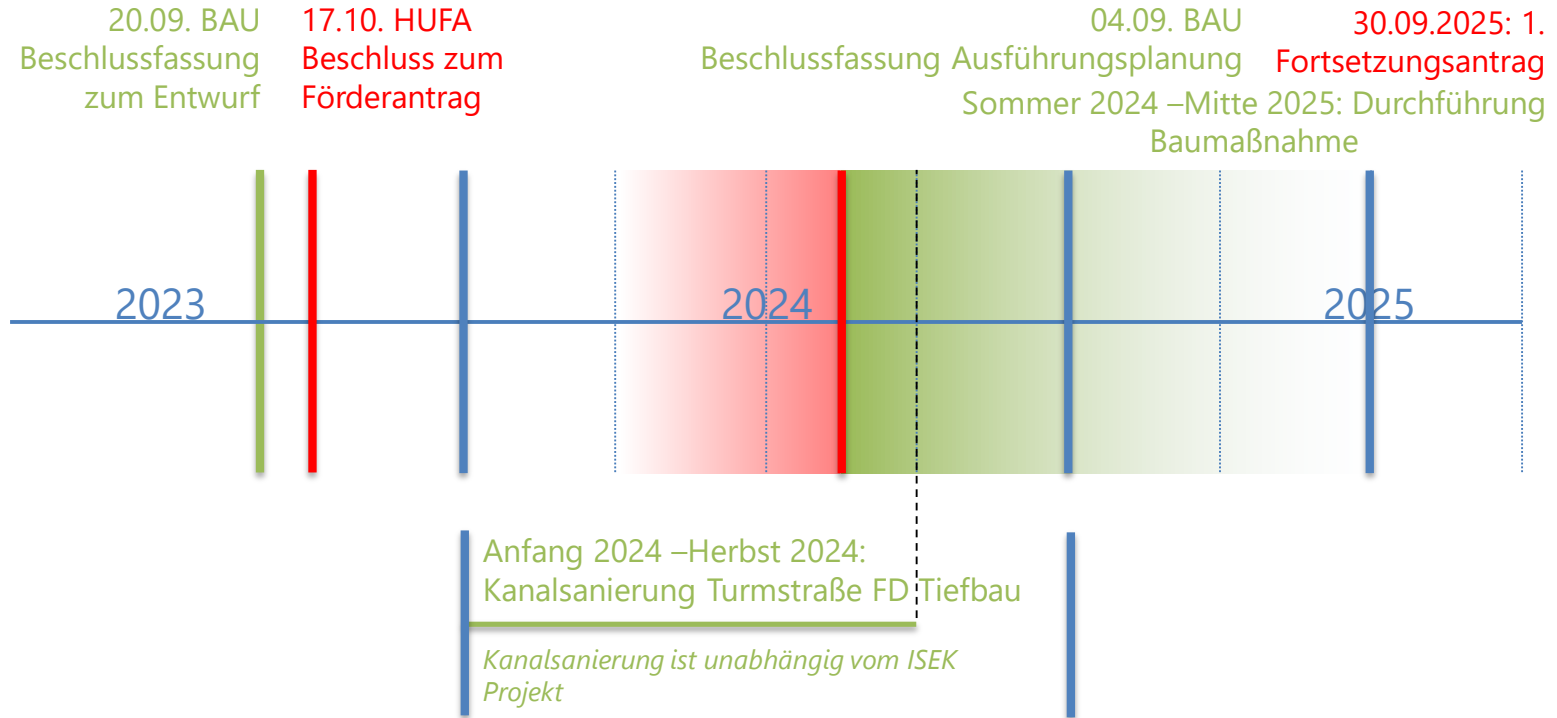 20.09. BAU
Beschlussfassung
zum Entwurf
17.10. HUFA
Beschluss zum
Förderantrag
04.09. BAU
Beschlussfassung Ausführungsplanung
30.09.2025: 1.
Fortsetzungsantrag
Sommer 2024 –Mitte 2025: Durchführung
Baumaßnahme
2023
2024
2025
Anfang 2024 –Herbst 2024:
Kanalsanierung Turmstraße FD Tiefbau
Kanalsanierung ist unabhängig vom ISEK
Projekt